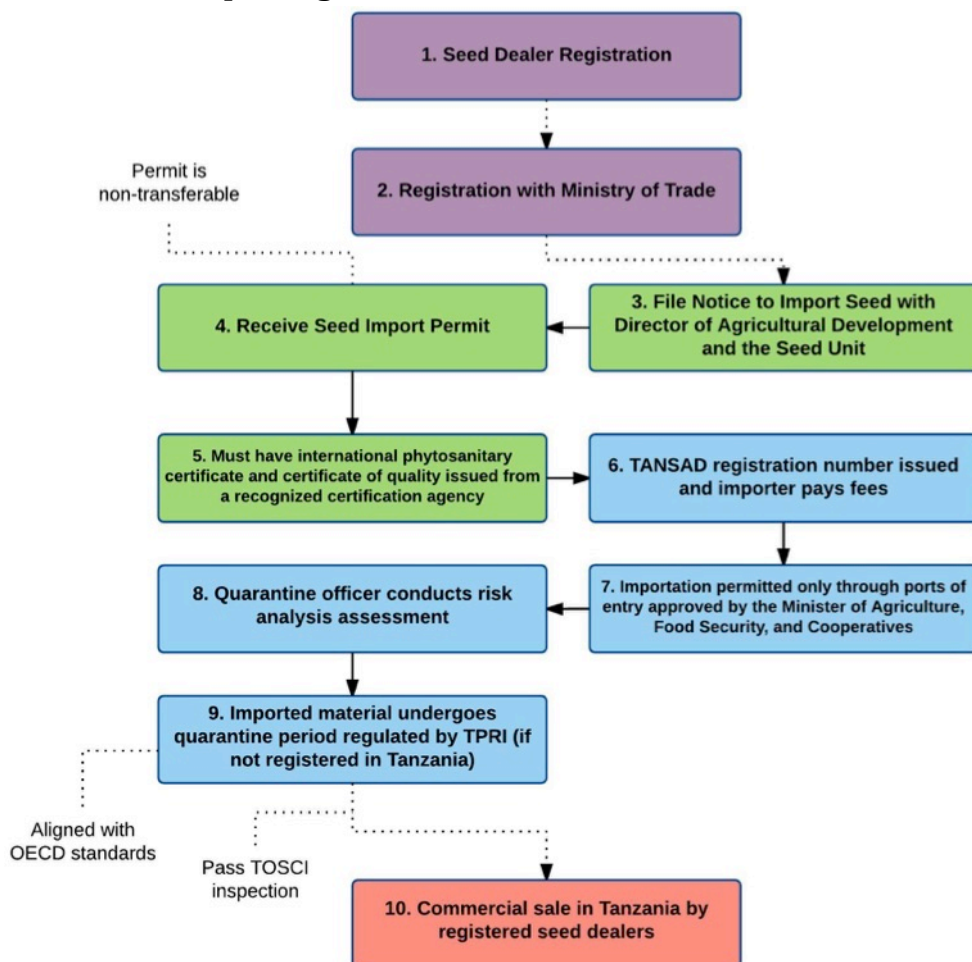 1. Seed Dealer Registration
2. Registration with Ministry of Trade
Permit is
non-transferable
3. File Notice to Import Seed with
Director of Agricultural Development
and the Seed Unit
4. Receive Seed Import Permit
5. Must have international phytosanitary
certificate and certificate of quality issued from
a recognized certification agency
6. TANSAD registration number issued
and importer pays fees
7. Importation permitted only through ports of
entry approved by the Minister of Agriculture,
Food Security, and Cooperatives
8. Quarantine officer conducts risk
analysis assessment
9. Imported material undergoes
quarantine period regulated by TPRI (if
not registered in Tanzania)
Aligned with
OECD standards
Pass TOSCI
inspection
10. Commercial sale in Tanzania by
registered seed dealers